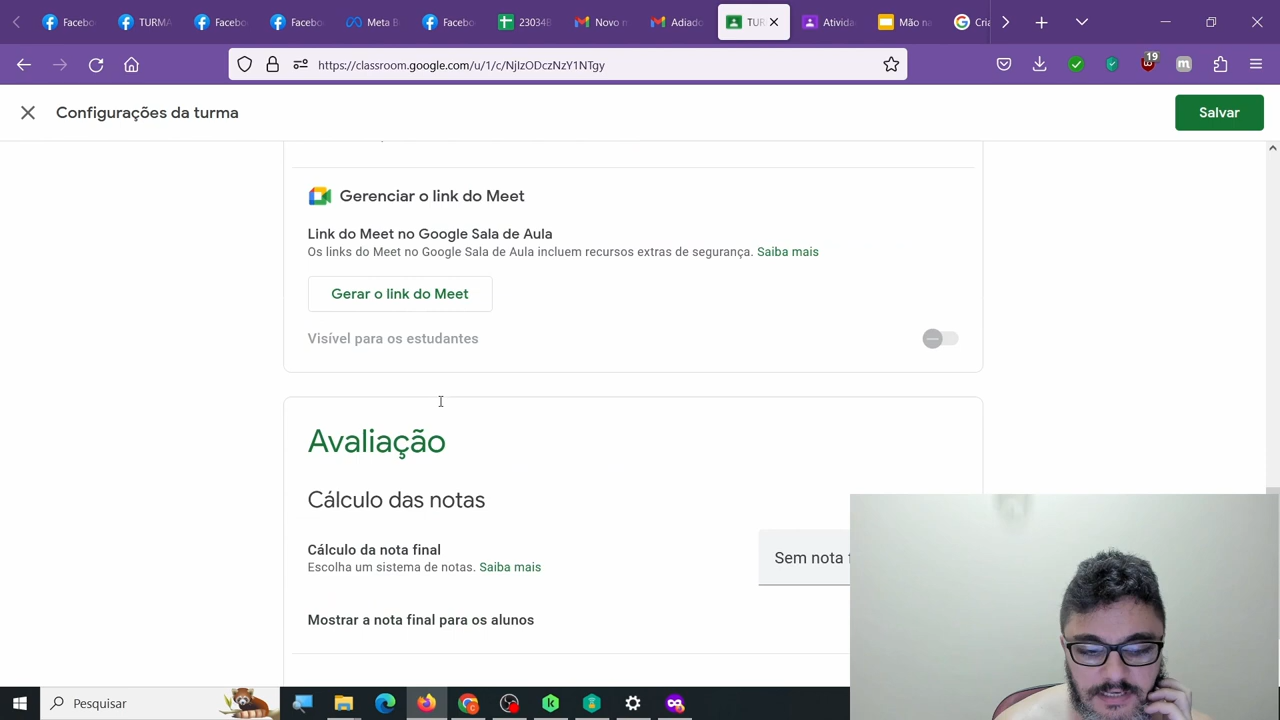 Facebo
TURMA
Facebo
Facebo
Meta B
Facebo
23034B
Novo n
Adiado
TUR
Ativida
Mão na
Cria
https://classroom.google.com/u/1/c/NjIzODczNzY1NTgy
19
Configurações da turma
Salvar
Gerenciar o link do Meet
Link do Meet no Google Sala de Aula
Os links do Meet no Google Sala de Aula incluem recursos extras de segurança. Saiba mais
Gerar o link do Meet
Visível para os estudantes
Avaliação
Cálculo das notas
Cálculo da nota final
Escolha um sistema de notas. Saiba mais
Sem nota f
Mostrar a nota final para os alunos
Pesquisar